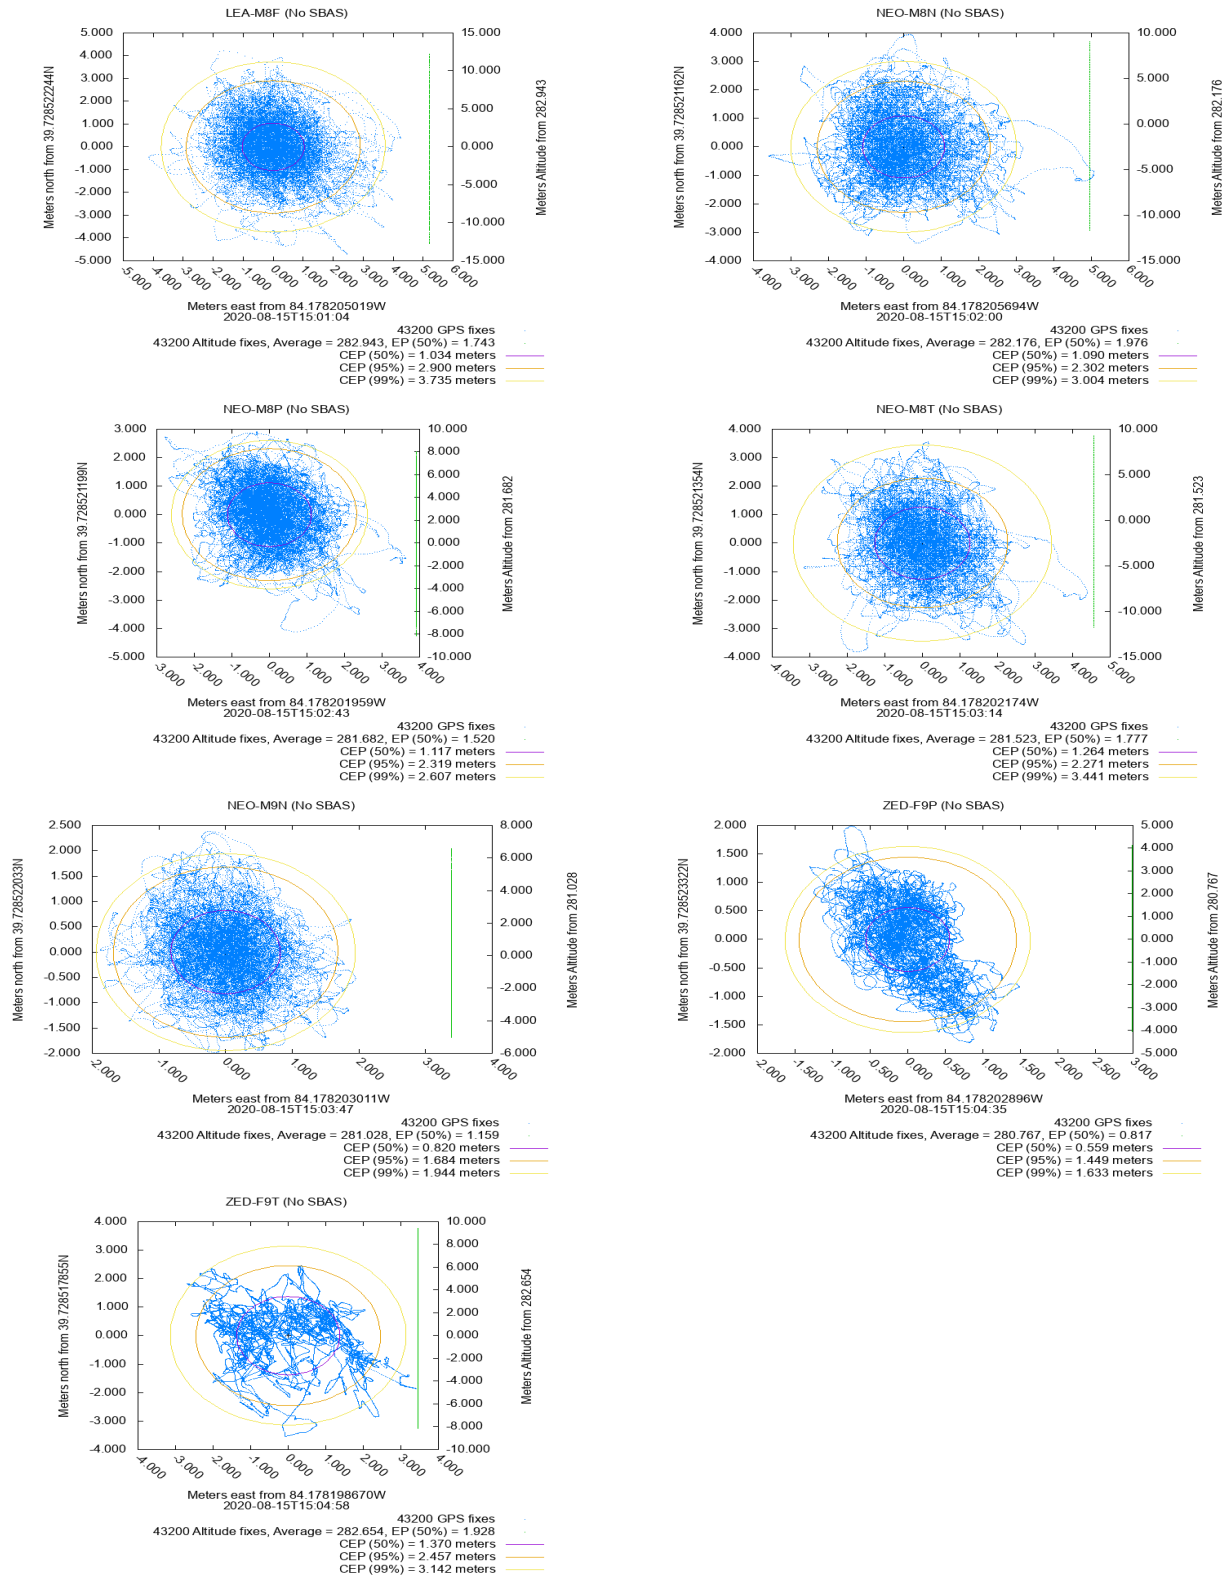 LEA-M8F (No SBAS)
5.000
4.000
3.000
2.000
1.000
0.000
-1.000
-2.000
-3.000
-4.000
-5.000
15.000
10.000
5.000
0.000
-5.000
-10.000
-15.000
Meters north from 39.728522244N
Meters Altitude from 282.943
-5.000
-4.000
-3.000
-2.000
-1.000
0.000
1.000
2.000
3.000
4.000
5.000
6.000
Meters east from 84.178205019W
2020-08-15T15:01:04
43200 GPS fixes
43200 Altitude fixes, Average = 282.943, EP (50%) = 1.743
CEP (50%) = 1.034 meters
CEP (95%) = 2.900 meters
CEP (99%) = 3.735 meters
NEO-M8N (No SBAS)
4.000
3.000
2.000
1.000
0.000
-1.000
-2.000
-3.000
-4.000
10.000
5.000
0.000
-5.000
-10.000
-15.000
Meters north from 39.728521162N
Meters Altitude from 282.176
-4.000
-3.000
-2.000
-1.000
0.000
1.000
2.000
3.000
4.000
5.000
6.000
Meters east from 84.178205694W
2020-08-15T15:02:00
43200 GPS fixes
43200 Altitude fixes, Average = 282.176, EP (50%) = 1.976
CEP (50%) = 1.090 meters
CEP (95%) = 2.302 meters
CEP (99%) = 3.004 meters
NEO-M8P (No SBAS)
3.000
2.000
1.000
0.000
-1.000
-2.000
-3.000
-4.000
-5.000
10.000
8.000
6.000
4.000
2.000
0.000
-2.000
-4.000
-6.000
-8.000
-10.000
Meters north from 39.728521199N
Meters Altitude from 281.682
-3.000
-2.000
-1.000
0.000
1.000
2.000
3.000
4.000
Meters east from 84.178201959W
2020-08-15T15:02:43
43200 GPS fixes
43200 Altitude fixes, Average = 281.682, EP (50%) = 1.520
CEP (50%) = 1.117 meters
CEP (95%) = 2.319 meters
CEP (99%) = 2.607 meters
NEO-M8T (No SBAS)
4.000
3.000
2.000
1.000
0.000
-1.000
-2.000
-3.000
-4.000
10.000
5.000
0.000
-5.000
-10.000
-15.000
Meters north from 39.728521354N
Meters Altitude from 281.523
-4.000
-3.000
-2.000
-1.000
0.000
1.000
2.000
3.000
4.000
5.000
Meters east from 84.178202174W
2020-08-15T15:03:14
43200 GPS fixes
43200 Altitude fixes, Average = 281.523, EP (50%) = 1.777
CEP (50%) = 1.264 meters
CEP (95%) = 2.271 meters
CEP (99%) = 3.441 meters
NEO-M9N (No SBAS)
2.500
2.000
1.500
1.000
0.500
0.000
-0.500
-1.000
-1.500
-2.000
8.000
6.000
4.000
2.000
0.000
-2.000
-4.000
-6.000
Meters north from 39.728522033N
Meters Altitude from 281.028
-2.000
-1.000
0.000
1.000
2.000
3.000
4.000
Meters east from 84.178203011W
2020-08-15T15:03:47
43200 GPS fixes
43200 Altitude fixes, Average = 281.028, EP (50%) = 1.159
CEP (50%) = 0.820 meters
CEP (95%) = 1.684 meters
CEP (99%) = 1.944 meters
ZED-F9P (No SBAS)
2.000
1.500
1.000
0.500
0.000
-0.500
-1.000
-1.500
-2.000
5.000
4.000
3.000
2.000
1.000
0.000
-1.000
-2.000
-3.000
-4.000
-5.000
Meters north from 39.728523322N
Meters Altitude from 280.767
-2.000
-1.500
-1.000
-0.500
0.000
0.500
1.000
1.500
2.000
2.500
3.000
Meters east from 84.178202896W
2020-08-15T15:04:35
43200 GPS fixes
43200 Altitude fixes, Average = 280.767, EP (50%) = 0.817
CEP (50%) = 0.559 meters
CEP (95%) = 1.449 meters
CEP (99%) = 1.633 meters
ZED-F9T (No SBAS)
4.000
3.000
2.000
1.000
0.000
-1.000
-2.000
-3.000
-4.000
10.000
8.000
6.000
4.000
2.000
0.000
-2.000
-4.000
-6.000
-8.000
-10.000
Meters north from 39.728517855N
Meters Altitude from 282.654
-4.000
-3.000
-2.000
-1.000
0.000
1.000
2.000
3.000
4.000
Meters east from 84.178198670W
2020-08-15T15:04:58
43200 GPS fixes
43200 Altitude fixes, Average = 282.654, EP (50%) = 1.928
CEP (50%) = 1.370 meters
CEP (95%) = 2.457 meters
CEP (99%) = 3.142 meters